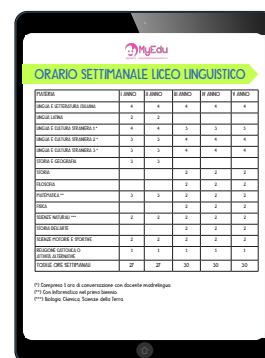 MyEdu
ORARIO SETTIMANALE LICEO LINGUISTICO
MATERIA I ANNO II ANNO III ANNO IV ANNO V ANNO
LINGUA E LETTERATURA ITALIANA 4 4 4 4 4
LINGUA LATINA 2 2
LINGUA E CULTURA STRANIERA 1* 4 4 3 3 3
LINGUA E CULTURA STRANIERA 2* 3 3 4 4 4
LINGUA E CULTURA STRANIERA 3* 3 3 4 4 4
STORIA E GEOGRAFIA 3 3
STORIA 2 2 2
FILOSOFIA 2 2 2
MATEMATICA** 3 3 2 2 2
FISICA 2 2 2
SCIENZE NATURALI*** 2 2 2 2 2
STORIA DELL'ARTE 2 2 2
SCIENZE MOTORIE E SPORTIVE 2 2 2 2 2
RELIGIONE CATTOLICA O 1 1 1 1 1
ATTIVITÀ ALTERNATIVE
TOTALE ORE SETTIMANALI 27 27 30 30 30
(*) Compresa 1 ora di conversazione con docente madrelingua.
(**) Con Informatica nel primo biennio.
(***) Biologia, Chimica, Scienze della Terra.